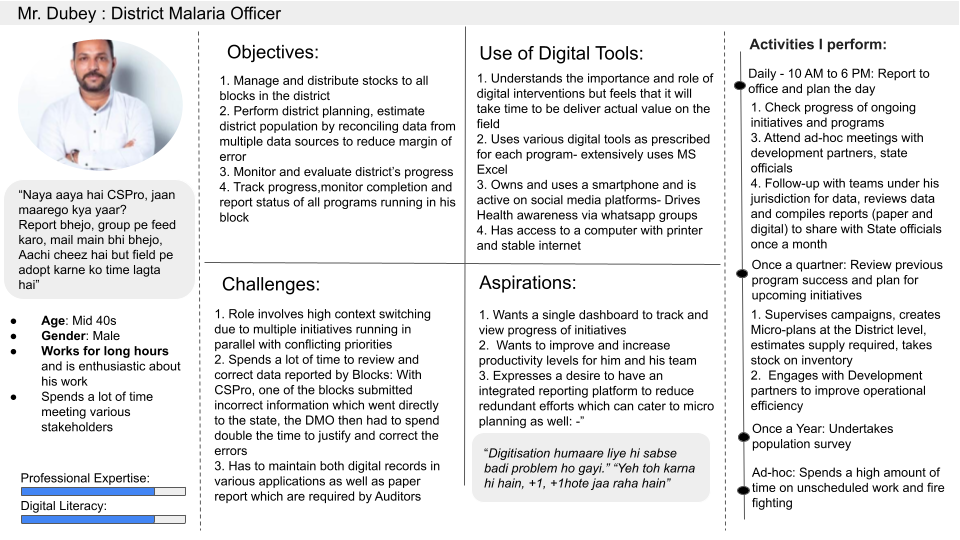 Mr. Dubey : District Malaria Officer
“Naya aaya hai CSPro, jaan
maarego kya yaar?
Report bhejo, group pe feed
karo, mail main bhi bhejo,
Aachi cheez hai but field pe
adopt karne ko time lagta
hai”
● Age: Mid 40s
● Gender: Male
● Works for long hours
and is enthusiastic about
his work
● Spends a lot of time
meeting various
stakeholders
Professional Expertise:
Digital Literacy:
Objectives:
1. Manage and distribute stocks to all
blocks in the district
2. Perform district planning, estimate
district population by reconciling data from
multiple data sources to reduce margin of
error
3. Monitor and evaluate district’s progress
4. Track progress,monitor completion and
report status of all programs running in his
block
Use of Digital Tools:
1. Understands the importance and role of
digital interventions but feels that it will
take time to be deliver actual value on the
field
2. Uses various digital tools as prescribed
for each program- extensively uses MS
Excel
3. Owns and uses a smartphone and is
active on social media platforms- Drives
Health awareness via whatsapp groups
4. Has access to a computer with printer
and stable internet
Challenges:
1. Role involves high context switching
due to multiple initiatives running in
parallel with conflicting priorities
2. Spends a lot of time to review and
correct data reported by Blocks: With
CSPro, one of the blocks submitted
incorrect information which went directly
to the state, the DMO then had to spend
double the time to justify and correct the
errors
3. Has to maintain both digital records in
various applications as well as paper
report which are required by Auditors
Aspirations:
1. Wants a single dashboard to track and
view progress of initiatives
2. Wants to improve and increase
productivity levels for him and his team
3. Expresses a desire to have an
integrated reporting platform to reduce
redundant efforts which can cater to micro
planning as well: -”
“Digitisation humaare liye hi sabse
badi problem ho gayi.” “Yeh toh karna
hi hain, +1, +1hote jaa raha hain”
Activities I perform:
Daily - 10 AM to 6 PM: Report to
office and plan the day
1. Check progress of ongoing
initiatives and programs
3. Attend ad-hoc meetings with
development partners, state
officials
4. Follow-up with teams under his
jurisdiction for data, reviews data
and compiles reports (paper and
digital) to share with State officials
once a month
Once a quartner: Review previous
program success and plan for
upcoming initiatives
1. Supervises campaigns, creates
Micro-plans at the District level,
estimates supply required, takes
stock on inventory
2. Engages with Development
partners to improve operational
efficiency
Once a Year: Undertakes
population survey
Ad-hoc: Spends a high amount of
time on unscheduled work and fire
fighting